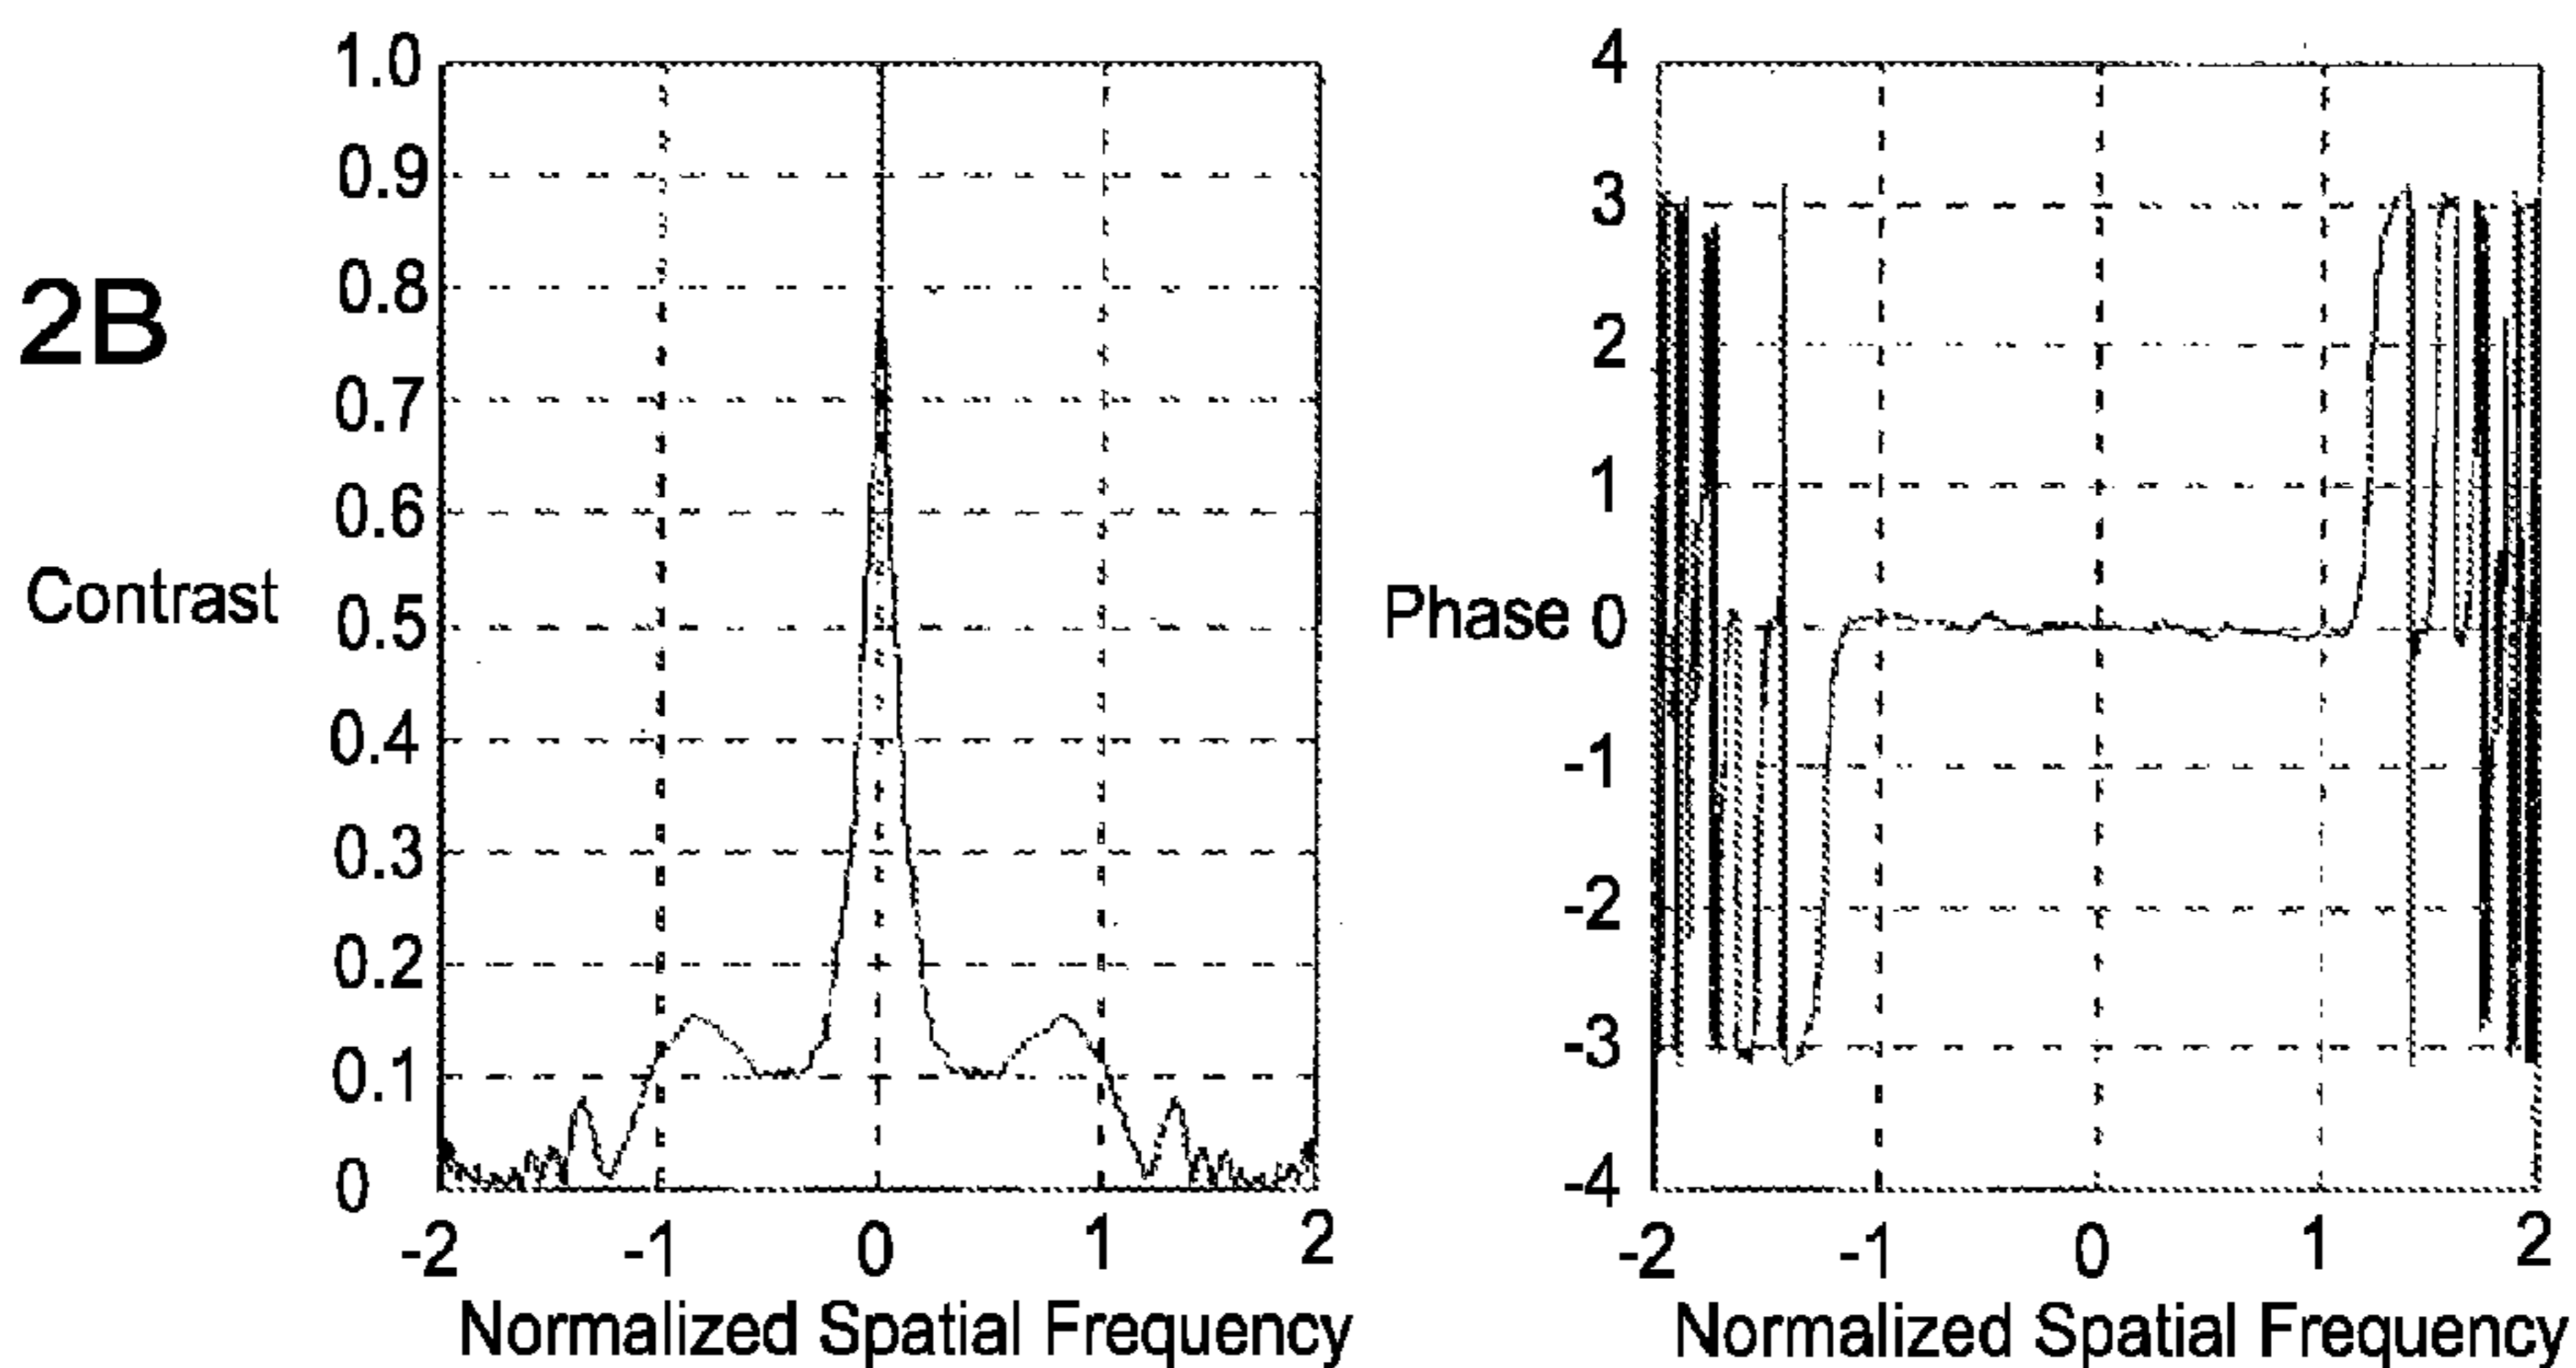 2B
Contrast
1.0
0.9
0.8
0.7
0.6
0.5
0.4
0.3
0.2
0.1
0
-2 -1 0 1 2
Normalized Spatial Frequency
Phase
4
3
2
1
0
-1
-2
-3
-4
-2 -1 0 1 2
Normalized Spatial Frequency